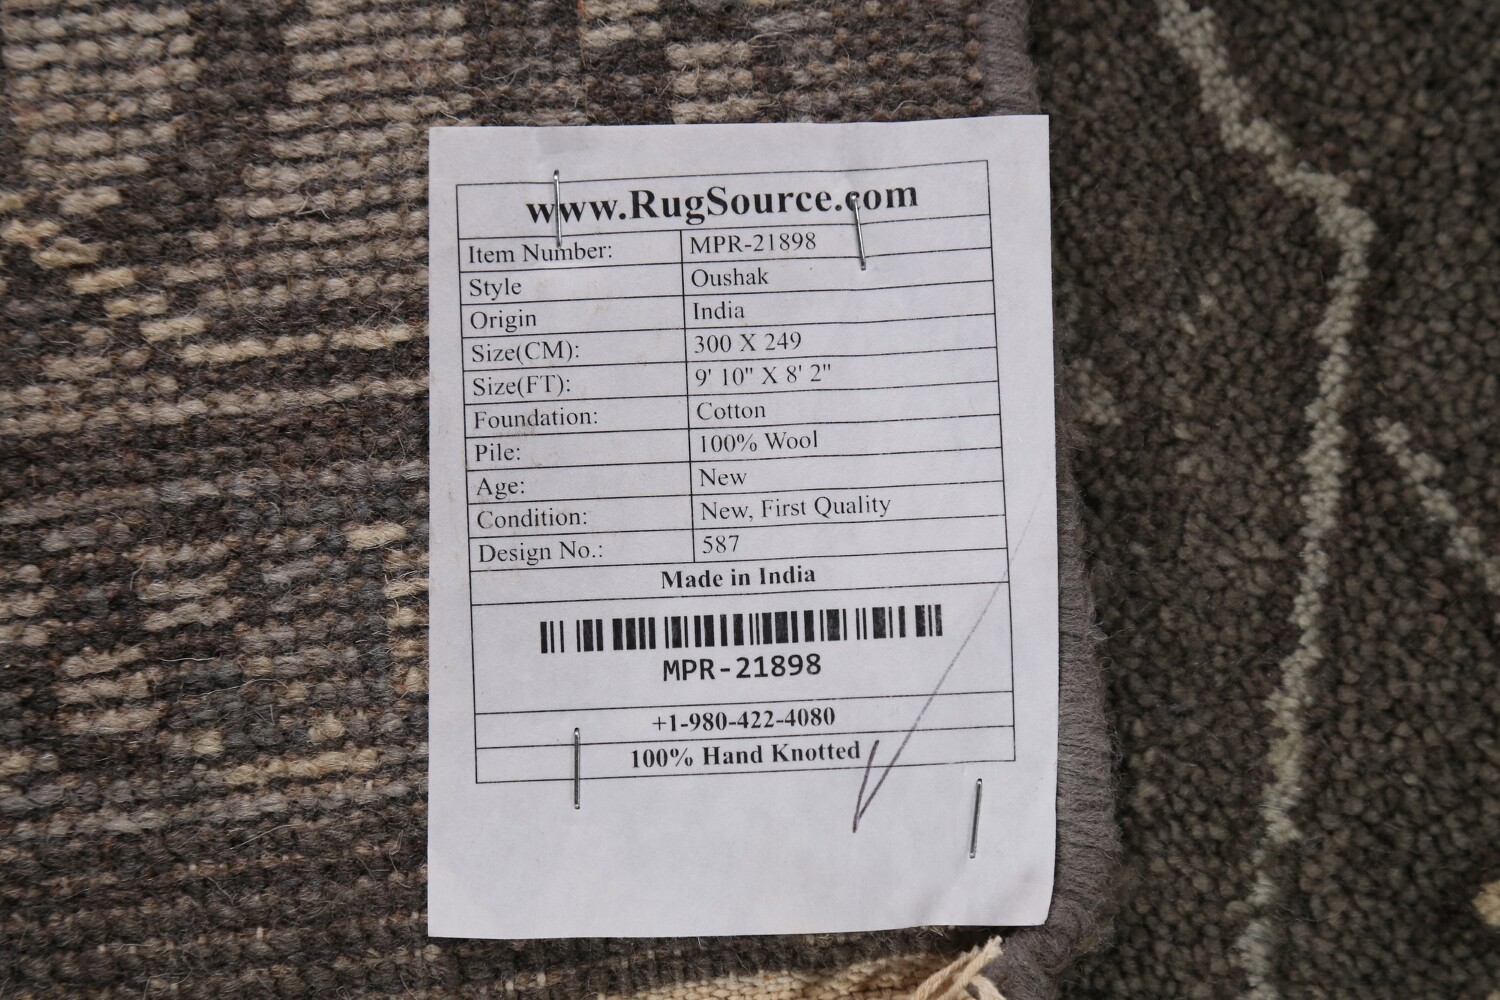 www.RugSource.com
Item Number: MPR-21898
Style Oushak
Origin India
Size(CM): 300 X 249
Size(FT): 9' 10" X 8' 2"
Foundation: Cotton
Pile: 100% Wool
Age: New
Condition: New, First Quality
Design No.: 587
Made in India
MPR-21898
+1-980-422-4080
100% Hand Knotted